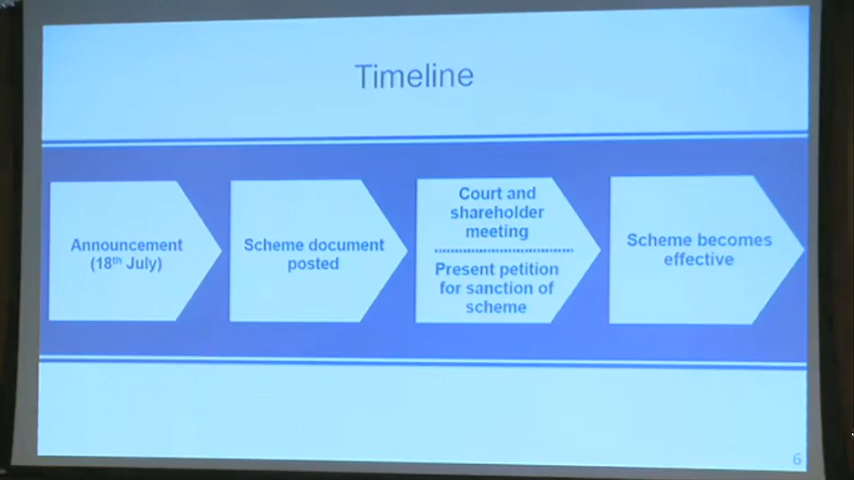 Timeline
Announcement
(18th July)
Scheme document
posted
Court and
shareholder
meeting
Present petition
for sanction of
scheme
Scheme becomes
effective
6